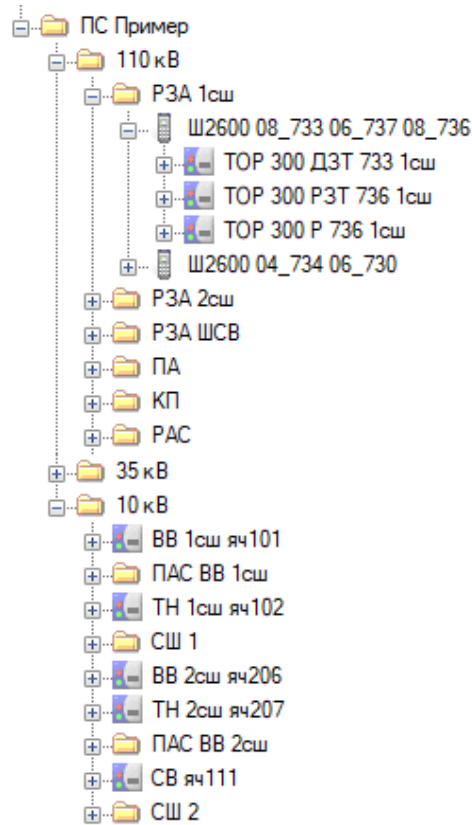 ПС Пример
110 кВ
РЗА 1сш
Ш2600 08_733 06_737 08_736
ТОР 300 ДЗТ 733 1сш
ТОР 300 РЗТ 736 1сш
ТОР 300 Р 736 1сш
Ш2600 04_734 06_730
РЗА 2сш
РЗА ШСВ
ПА
КП
РАС
35 кВ
10 кВ
ВВ 1сш яч101
ПАС ВВ 1сш
ТН 1сш яч102
СШ 1
ВВ 2сш яч206
ТН 2сш яч207
ПАС ВВ 2сш
СВ яч111
СШ 2